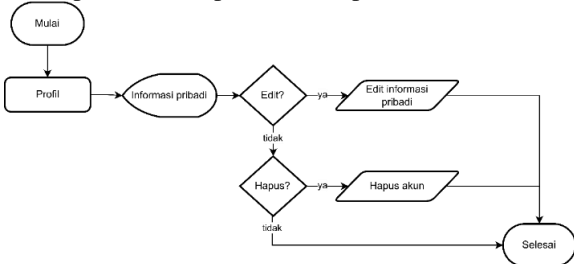 Mulai
Profil
Informasi pribadi
Edit?
ya
Edit informasi
pribadi
tidak
Hapus?
ya
Hapus akun
tidak
Selesai